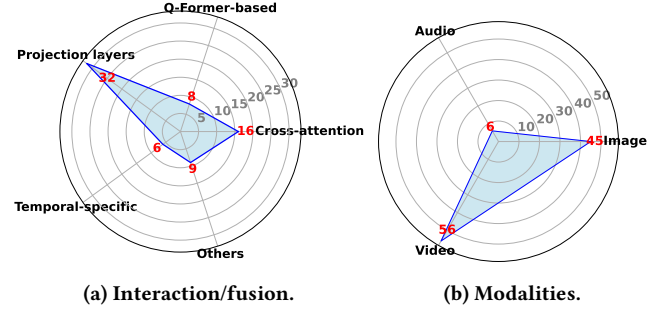 Q-Former-based
Projection layers
32
8
5
10
15
20
25
30
16
Cross-attention
6
9
Temporal-specific
Others
(a) Interaction/fusion.
Audio
6
10
20
30
40
50
45
Image
56
Video
(b) Modalities.